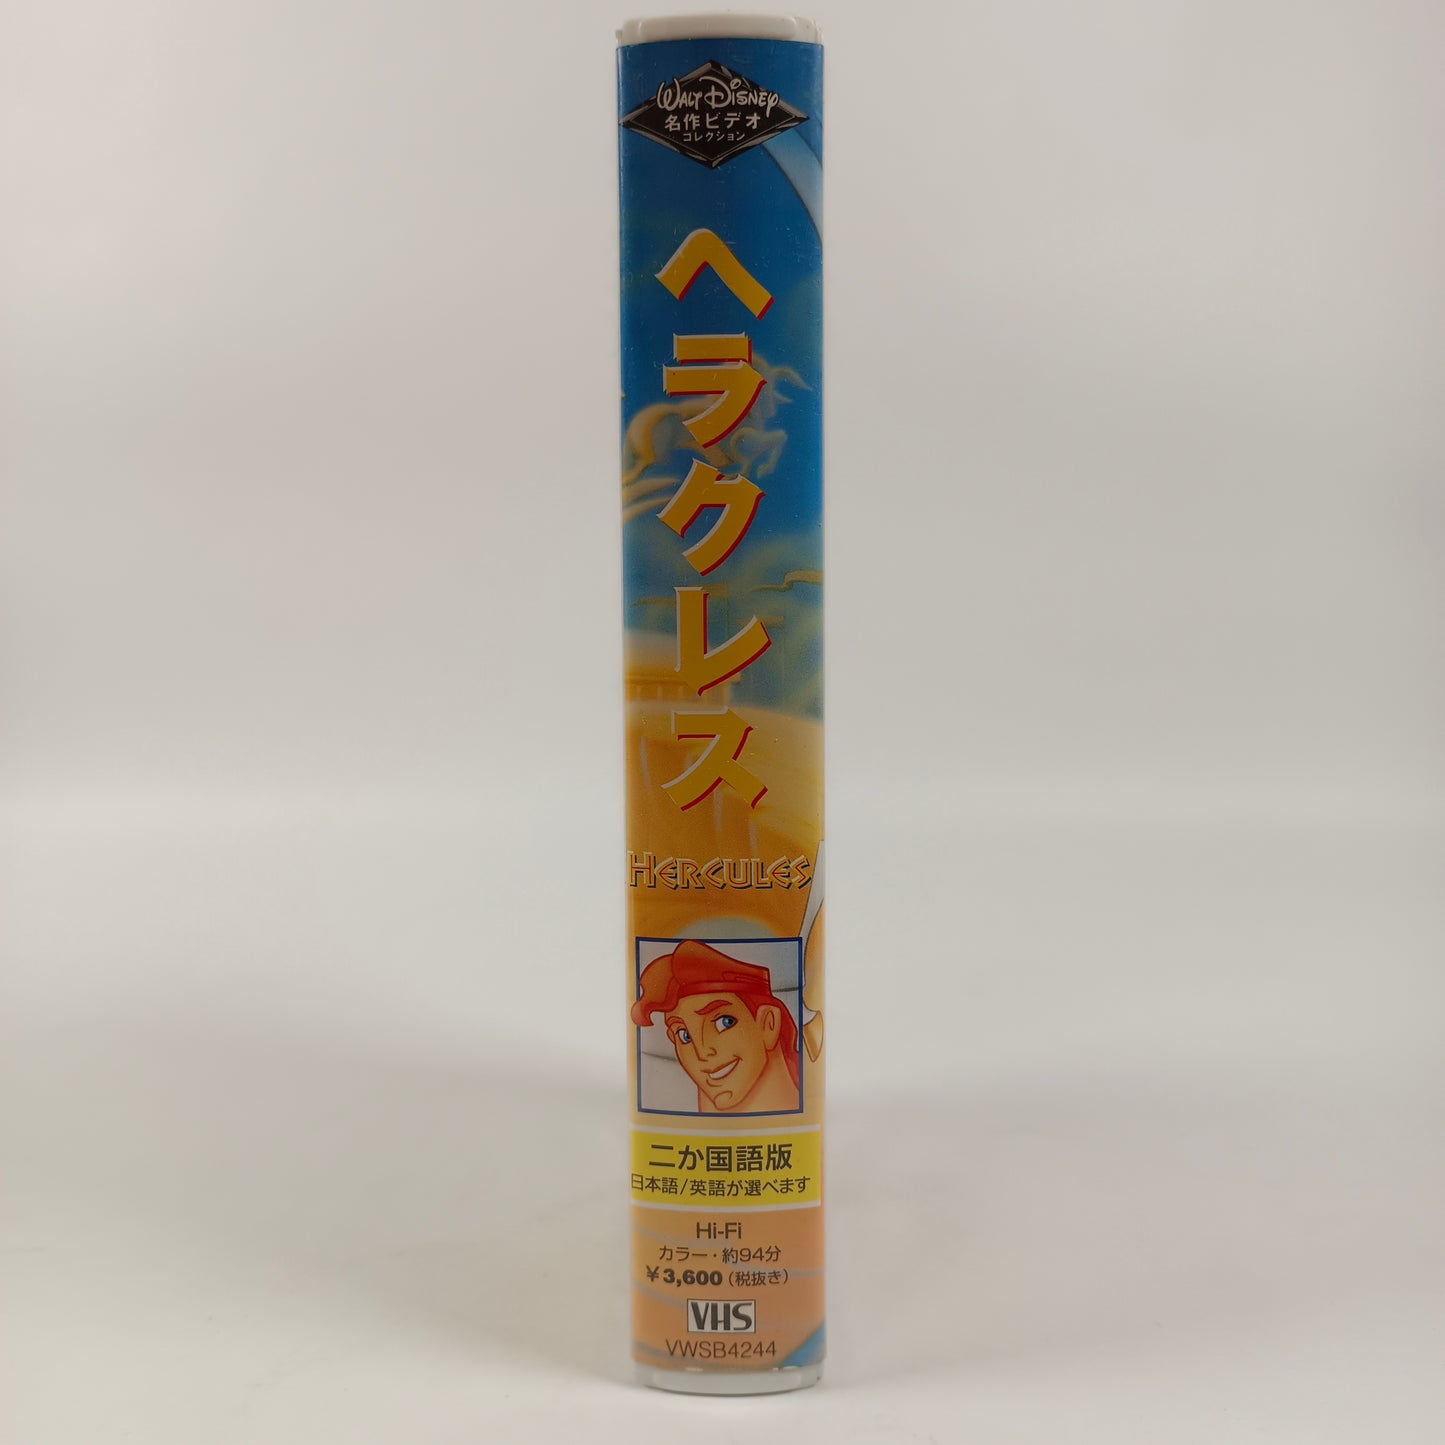 WALT DISNEY
名作ビデオ
コレクション
ヘラクレス
HERCULES
二か国語版
日本語/英語が選べます
Hi-Fi
カラー・約94分
￥3,600（税抜き）
VHS
VWSB4244